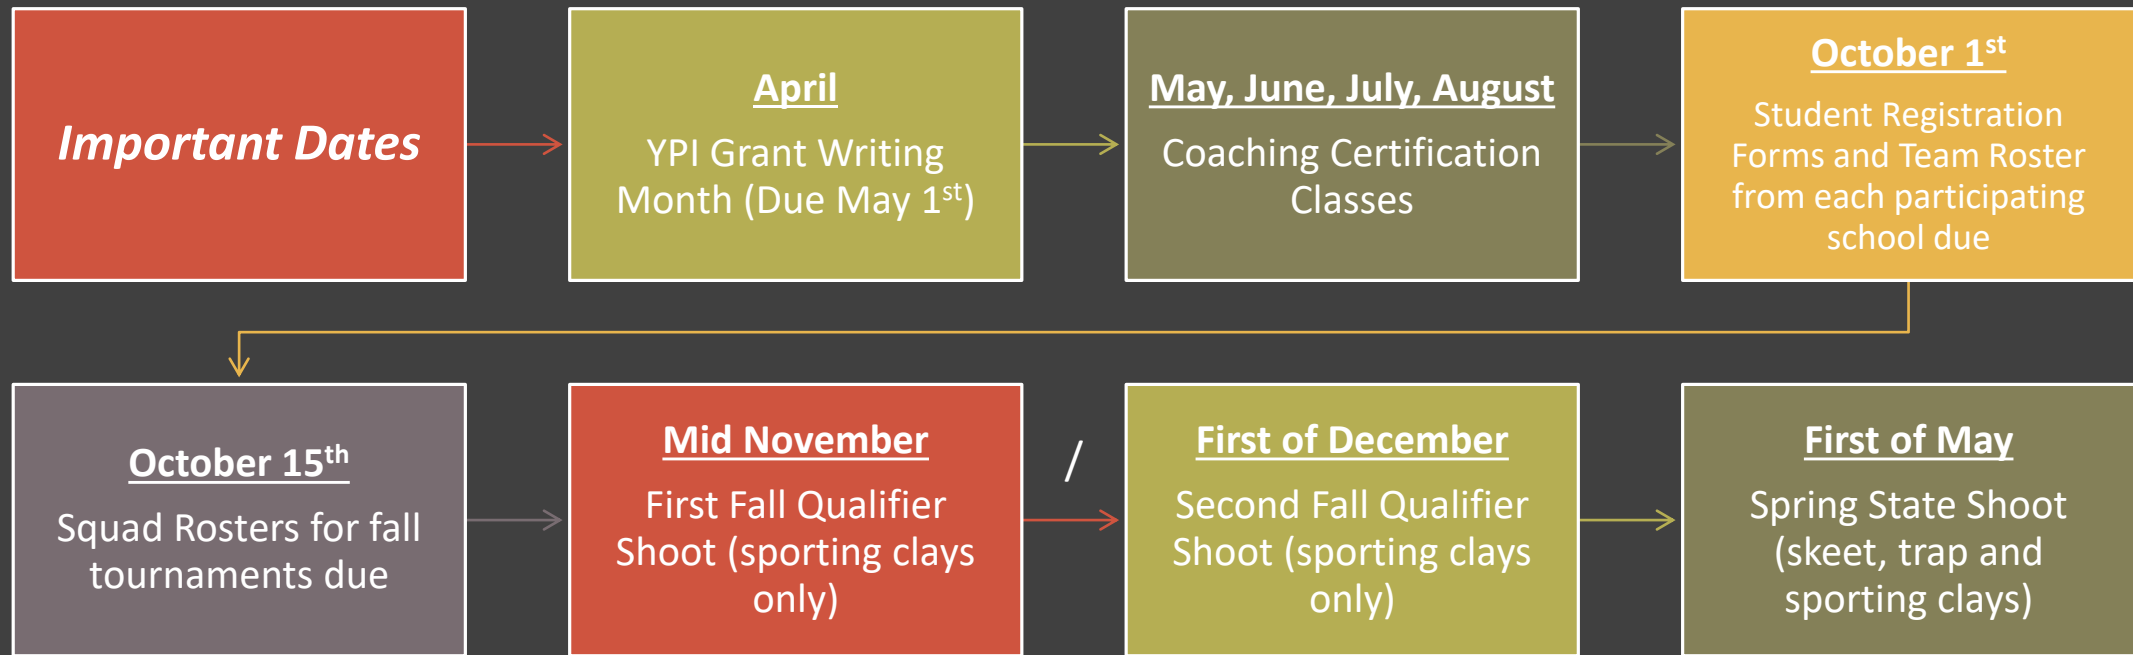 Important Dates
April
YPI Grant Writing
Month (Due May 1st)
May, June, July, August
Coaching Certification
Classes
October 1st
Student Registration
Forms and Team Roster
from each participating
school due
October 15th
Squad Rosters for fall
tournaments due
Mid November
First Fall Qualifier
Shoot (sporting clays
only)
/
First of December
Second Fall Qualifier
Shoot (sporting clays
only)
First of May
Spring State Shoot
(skeet, trap and
sporting clays)